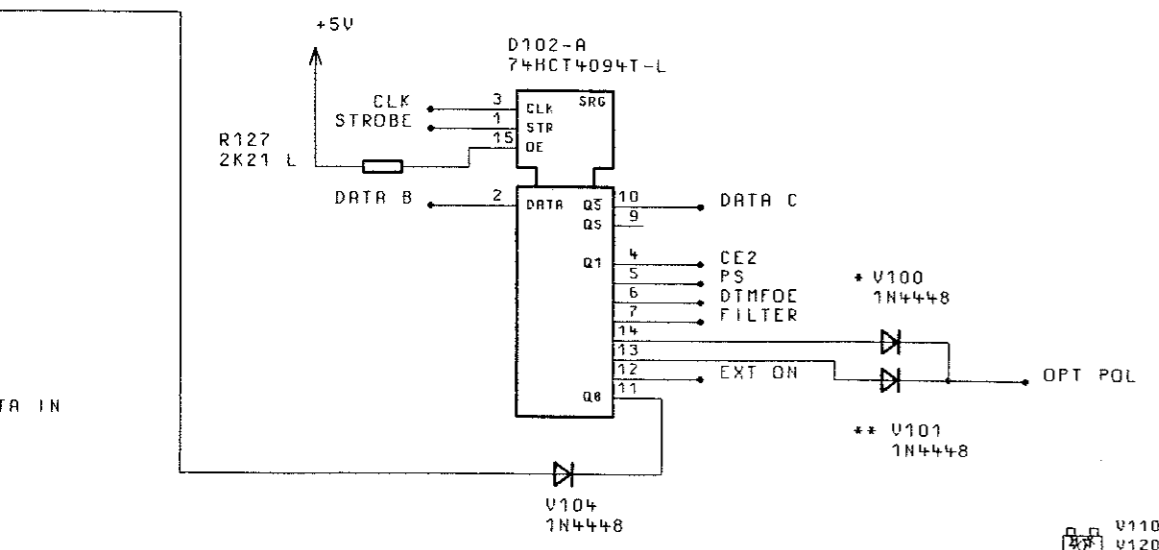 +5V
D102-A
74HCT4094T-L
CLK 3 CLK SRG
STROBE 1 STR
15 OE
R127
2K21 L
DATA B 2 DATA QS 10 DATA C
QS 9
Q1 4 CE2
5 PS
6 DTMFOE
7 FILTER
* V100
1N4448
14
13
12 EXT ON
OPT POL
Q8 11
TA IN
** V101
1N4448
V104
1N4448
V110
V120